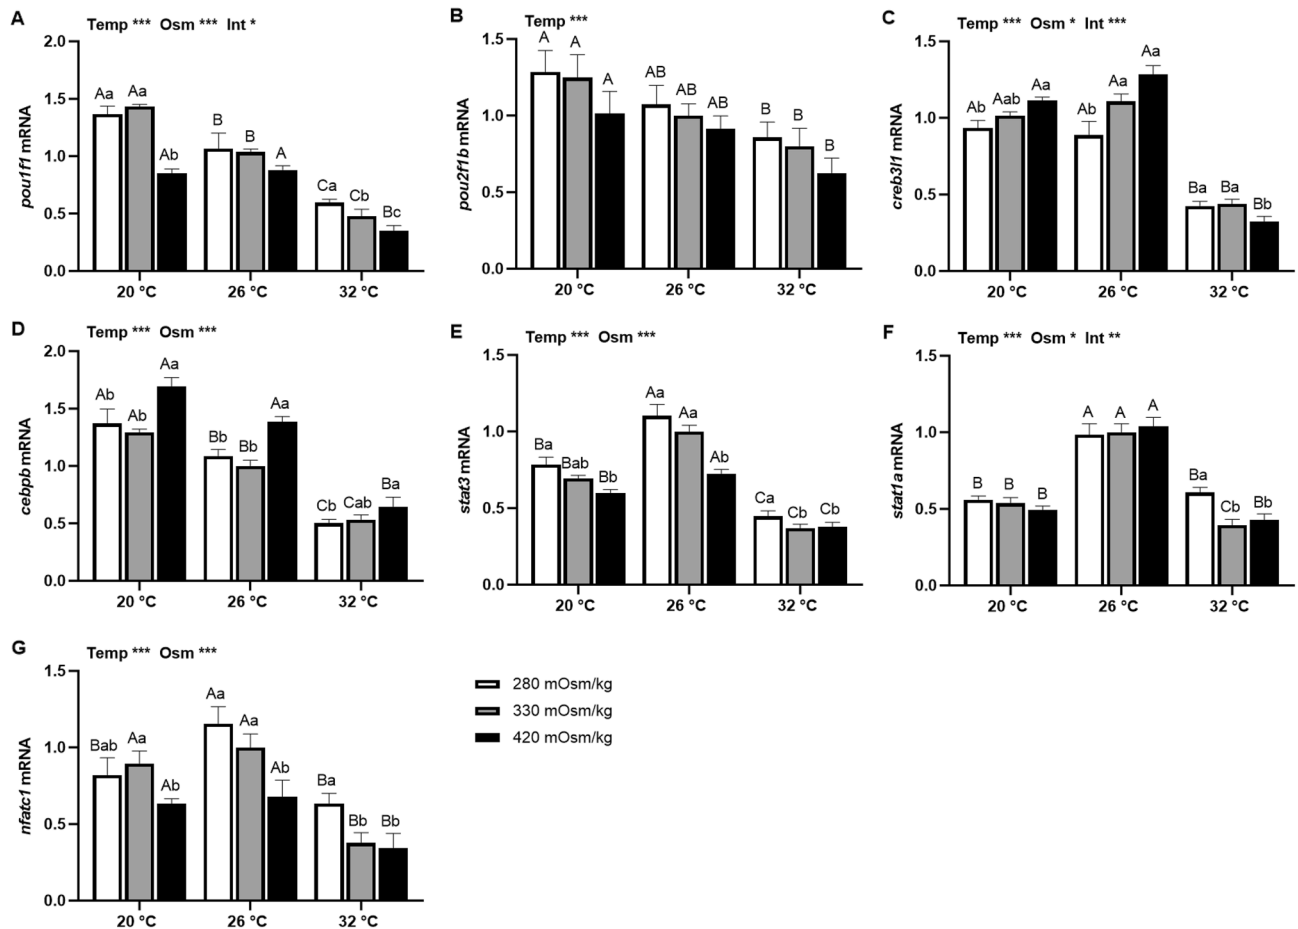 A
Temp *** Osm *** Int *
pou1f1 mRNA
2.0
1.5
1.0
0.5
0.0
Aa Aa Ab
B B A
Ca Cb Bc
20 °C 26 °C 32 °C
B
Temp ***
pou2f1b mRNA
1.5
1.0
0.5
0.0
A A A
AB AB AB
B B B
20 °C 26 °C 32 °C
C
Temp *** Osm * Int ***
creb3l1 mRNA
1.5
1.0
0.5
0.0
Ab Aab Aa
Ab Aa Aa
Ba Ba Bb
20 °C 26 °C 32 °C
D
Temp *** Osm ***
cebpb mRNA
2.0
1.5
1.0
0.5
0.0
Ab Ab Aa
Bb Bb Aa
Cb Cab Ba
20 °C 26 °C 32 °C
E
Temp *** Osm ***
stat3 mRNA
1.5
1.0
0.5
0.0
Ba Bab Bb
Aa Aa Ab
Ca Cb Cb
20 °C 26 °C 32 °C
F
Temp *** Osm * Int **
stat1a mRNA
1.5
1.0
0.5
0.0
B B B
A A A
Ba Cb Bb
20 °C 26 °C 32 °C
G
Temp *** Osm ***
nfatc1 mRNA
1.5
1.0
0.5
0.0
Bab Aa Ab
Aa Aa Ab
Ba Bb Bb
20 °C 26 °C 32 °C
280 mOsm/kg
330 mOsm/kg
420 mOsm/kg